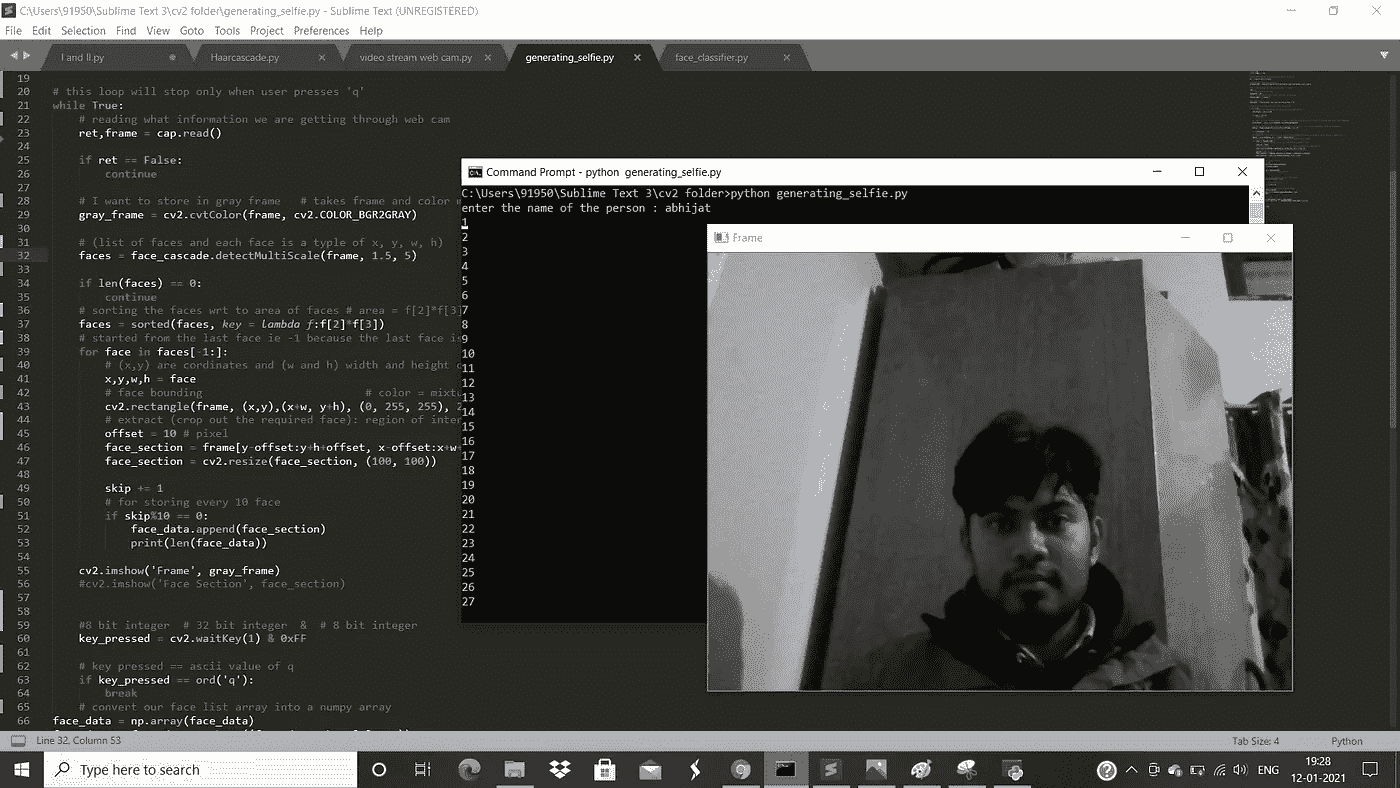 C:\Users\91950\Sublime Text 3\cv2 folder\generating_selfie.py - Sublime Text (UNREGISTERED)
File Edit Selection Find View Goto Tools Project Preferences Help
I and II.py Haarcascade.py video stream web cam.py generating_selfie.py face_classifier.py
19
20 # this loop will stop only when user presses 'q'
21 while True:
22 # reading what information we are getting through web cam
23 ret,frame = cap.read()
24
25 if ret == False:
26 continue
27
28 # I want to store in gray frame # takes frame and color
29 gray_frame = cv2.cvtColor(frame, cv2.COLOR_BGR2GRAY)
30
31 # (list of faces and each face is a typle of x, y, w, h)
32 faces = face_cascade.detectMultiScale(frame, 1.5, 5)
33
34 if len(faces) == 0:
35 continue
36 # sorting the faces wrt to area of faces # area = f[2]*f[3]
37 faces = sorted(faces, key = lambda f:f[2]*f[3])
38 # started from the last face ie -1 because the last face is
39 for face in faces[-1:]:
40 # (x,y) are cordinates and (w and h) width and height
41 x,y,w,h = face
42 # face bounding # color =
43 cv2.rectangle(frame, (x,y),(x+w, y+h), (0, 255, 255),
44 # extract (crop out the required face): region of
45 offset = 10 # pixel
46 face_section = frame[y-offset:y+h+offset, x-offset:x+w+
47 face_section = cv2.resize(face_section, (100, 100))
48
49 skip += 1
50 # for storing every 10 face
51 if skip%10 == 0:
52 face_data.append(face_section)
53 print(len(face_data))
54
55 cv2.imshow('Frame', gray_frame)
56 #cv2.imshow('Face Section', face_section)
57
58
59 #8 bit integer # 32 bit integer & # 8 bit integer
60 key_pressed = cv2.waitKey(1) & 0xFF
61
62 # key pressed == ascii value of q
63 if key_pressed == ord('q'):
64 break
65 # convert our face list array into a numpy array
66 face_data = np.array(face_data)
Command Prompt - python generating_selfie.py
C:\Users\91950\Sublime Text 3\cv2 folder>python generating_selfie.py
enter the name of the person : abhijat
1
2
3
4
5
6
7
8
9
10
11
12
13
14
15
16
17
18
19
20
21
22
23
24
25
26
27
Frame
Line 32, Column 53 Tab Size: 4 Python
Type here to search
ENG
19:28
12-01-2021